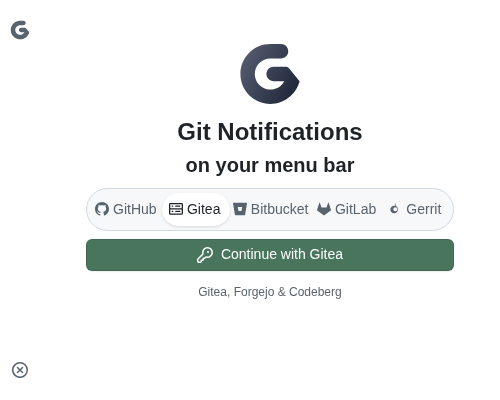 Git Notifications
on your menu bar
GitHub Gitea Bitbucket GitLab Gerrit
Continue with Gitea
Gitea, Forgejo & Codeberg